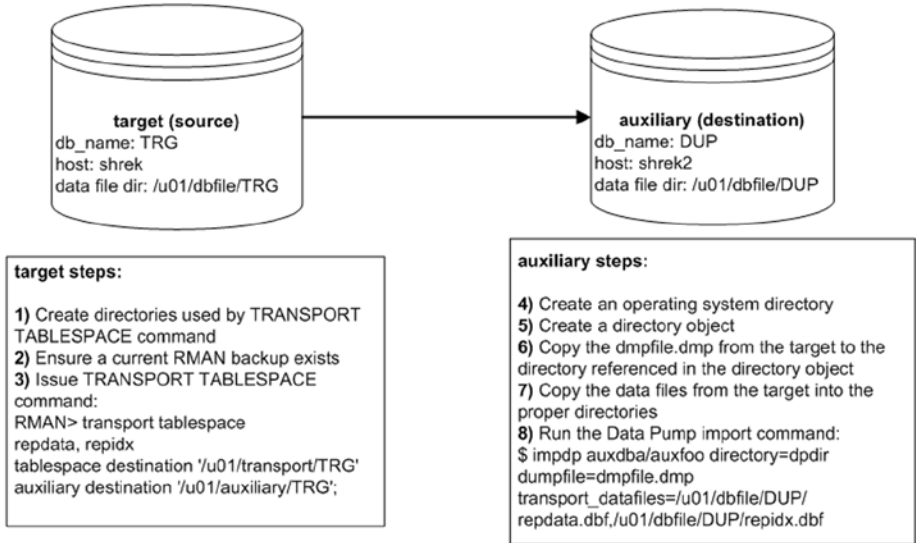 target (source)
db_name: TRG
host: shrek
data file dir: /u01/dbfile/TRG
auxiliary (destination)
db_name: DUP
host: shrek2
data file dir: /u01/dbfile/DUP
target steps:
1) Create directories used by TRANSPORT
TABLESPACE command
2) Ensure a current RMAN backup exists
3) Issue TRANSPORT TABLESPACE
command:
RMAN> transport tablespace
repdata, repidx
tablespace destination '/u01/transport/TRG'
auxiliary destination '/u01/auxiliary/TRG';
auxiliary steps:
4) Create an operating system directory
5) Create a directory object
6) Copy the dmpfile.dmp from the target to the
directory referenced in the directory object
7) Copy the data files from the target into the
proper directories
8) Run the Data Pump import command:
$ impdp auxdba/auxfoo directory=dpdir
dumpfile=dmpfile.dmp
transport_datafiles=/u01/dbfile/DUP/
repdata.dbf,/u01/dbfile/DUP/repidx.dbf